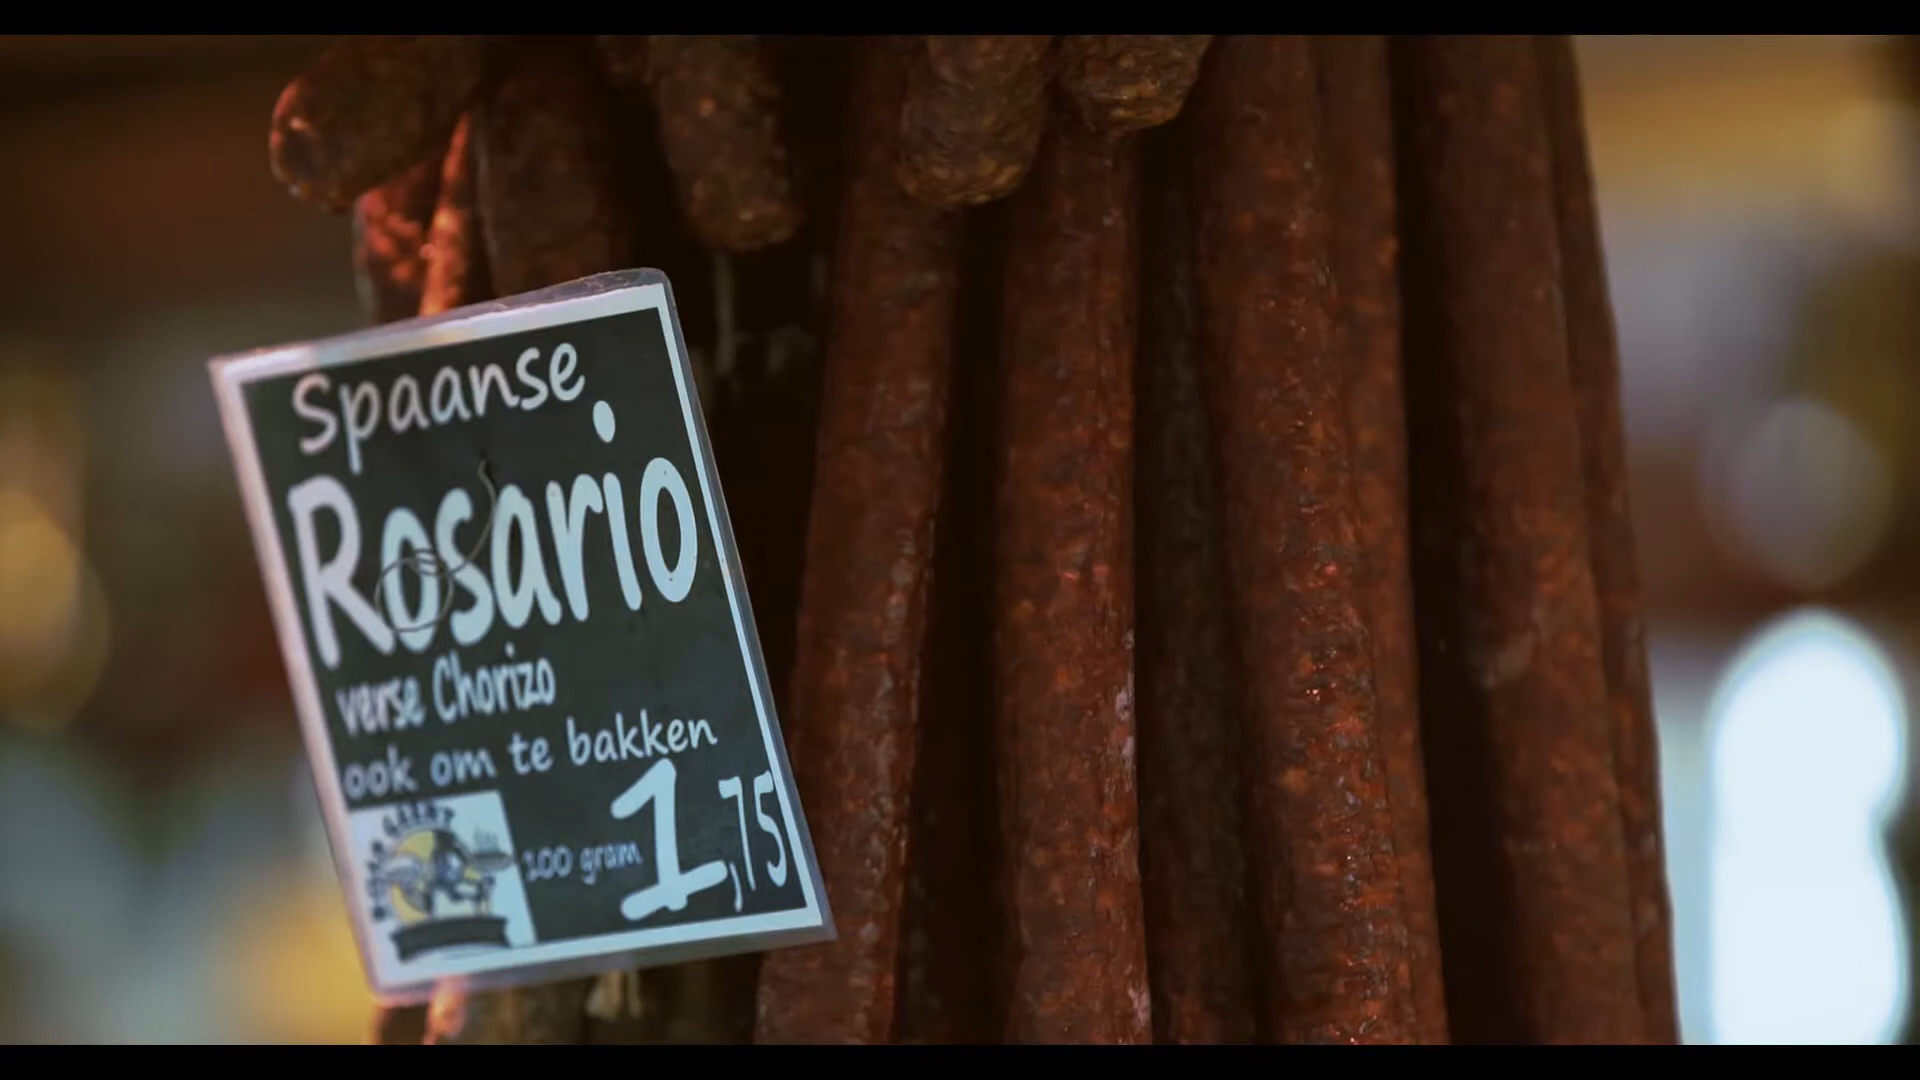 Spaanse
Rosario
verse Chorizo
ook om te bakken
100 gram 1,75